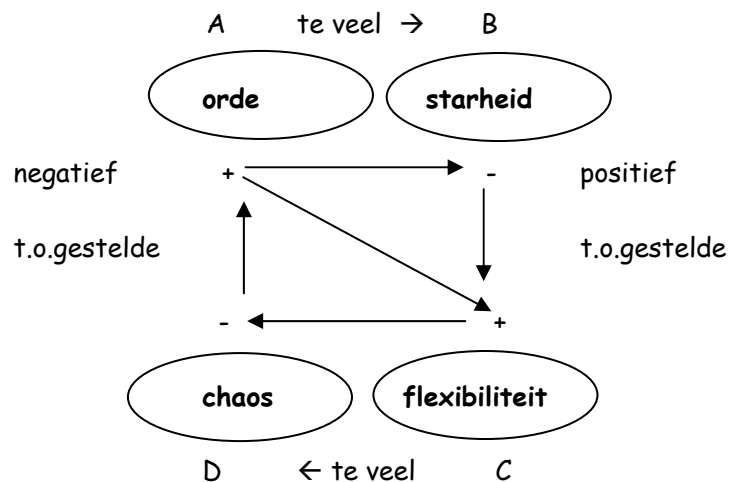 A te veel → B
orde starheid
negatief + - positief
t.o.gestelde t.o.gestelde
- +
chaos flexibiliteit
D ← te veel C